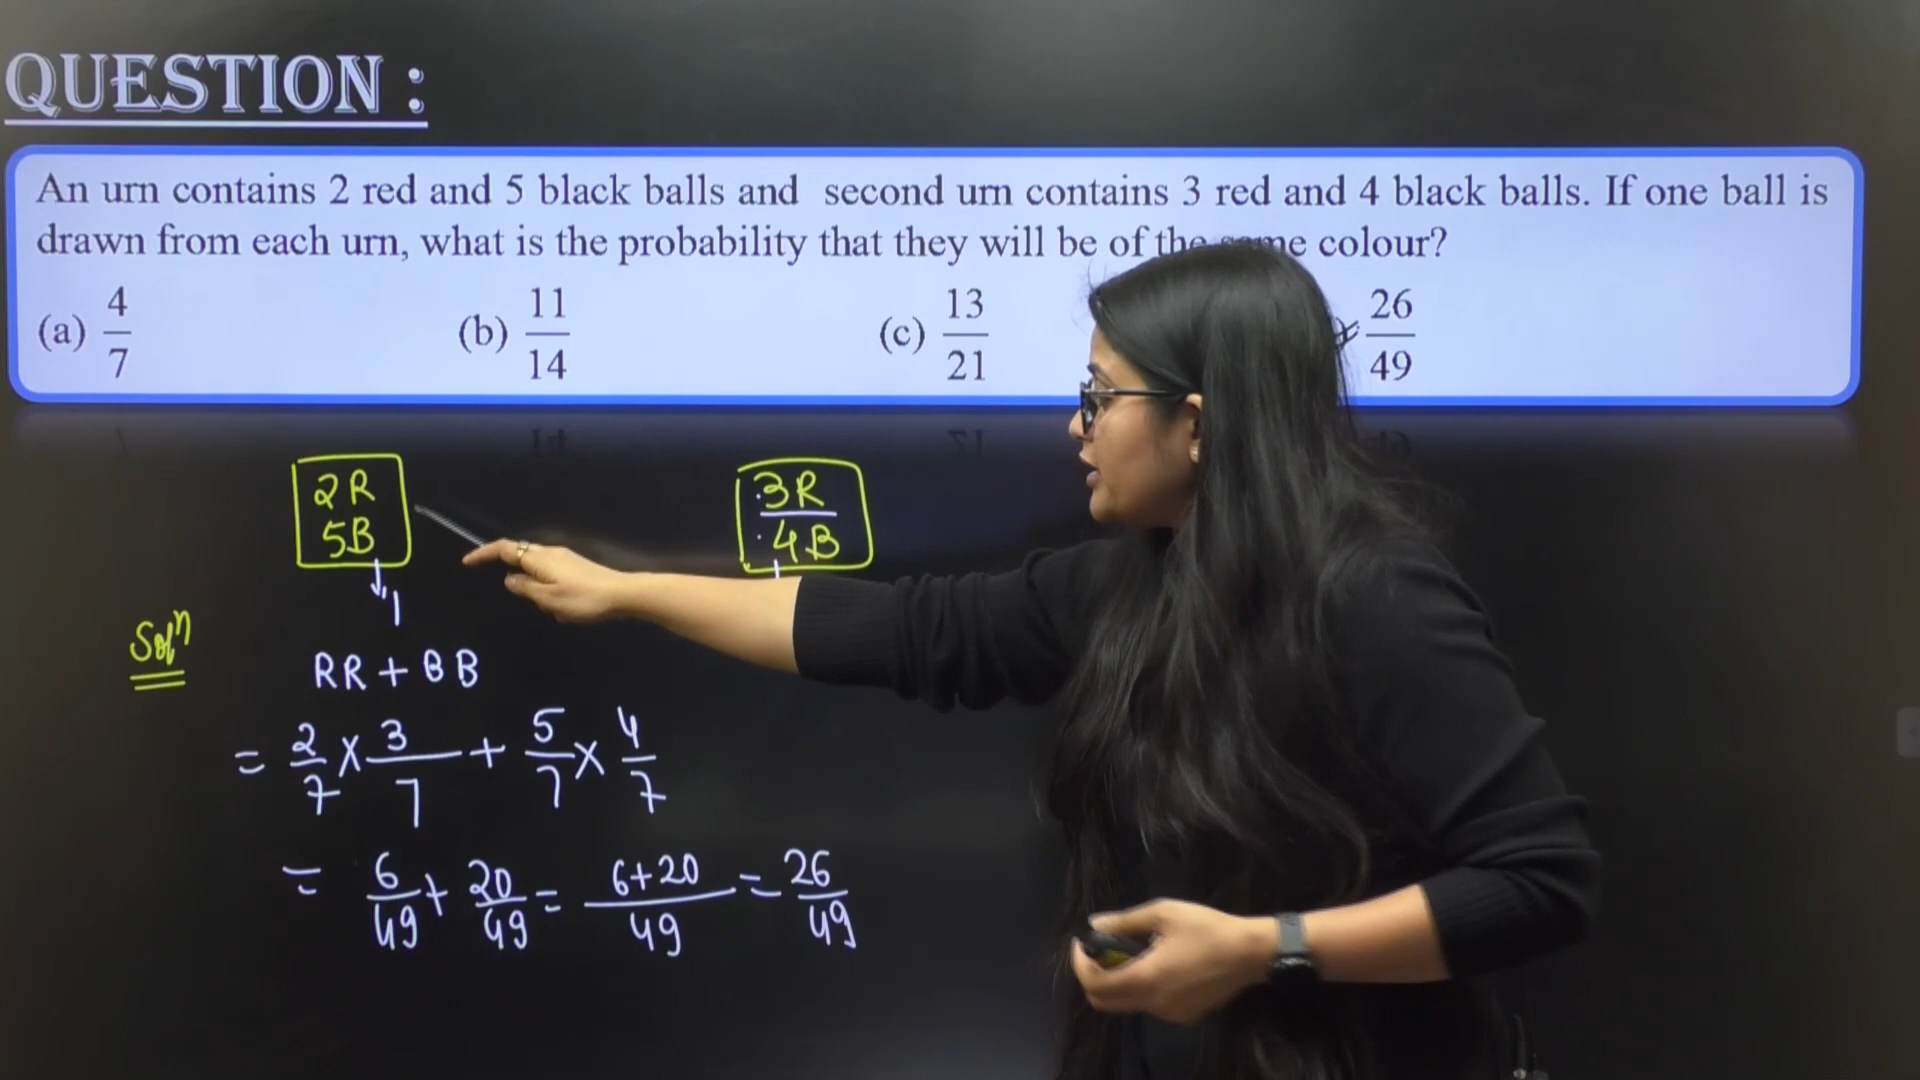 QUESTION :
An urn contains 2 red and 5 black balls and second urn contains 3 red and 4 black balls. If one ball is
drawn from each urn, what is the probability that they will be of the same colour?
(a) 4/7 (b) 11/14 (c) 13/21 26/49
2R
5B
3R
4B
1
Solⁿ
RR + BB
= 2/7 × 3/7 + 5/7 × 4/7
= 6/49 + 20/49 = 6+20/49 = 26/49